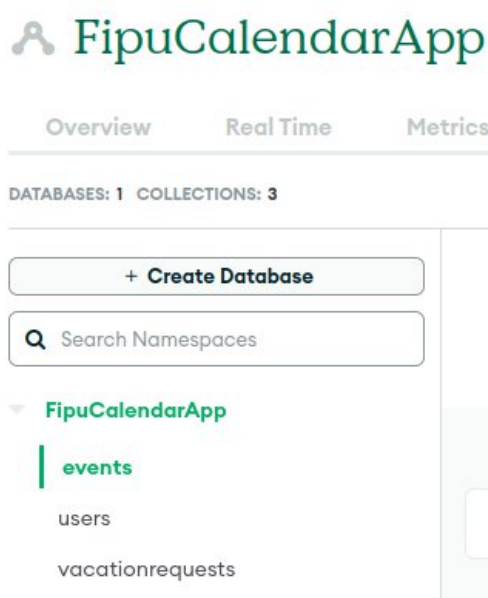 FipuCalendarApp
Overview Real Time Metrics
DATABASES: 1 COLLECTIONS: 3
+ Create Database
Search Namespaces
FipuCalendarApp
events
users
vacationrequests